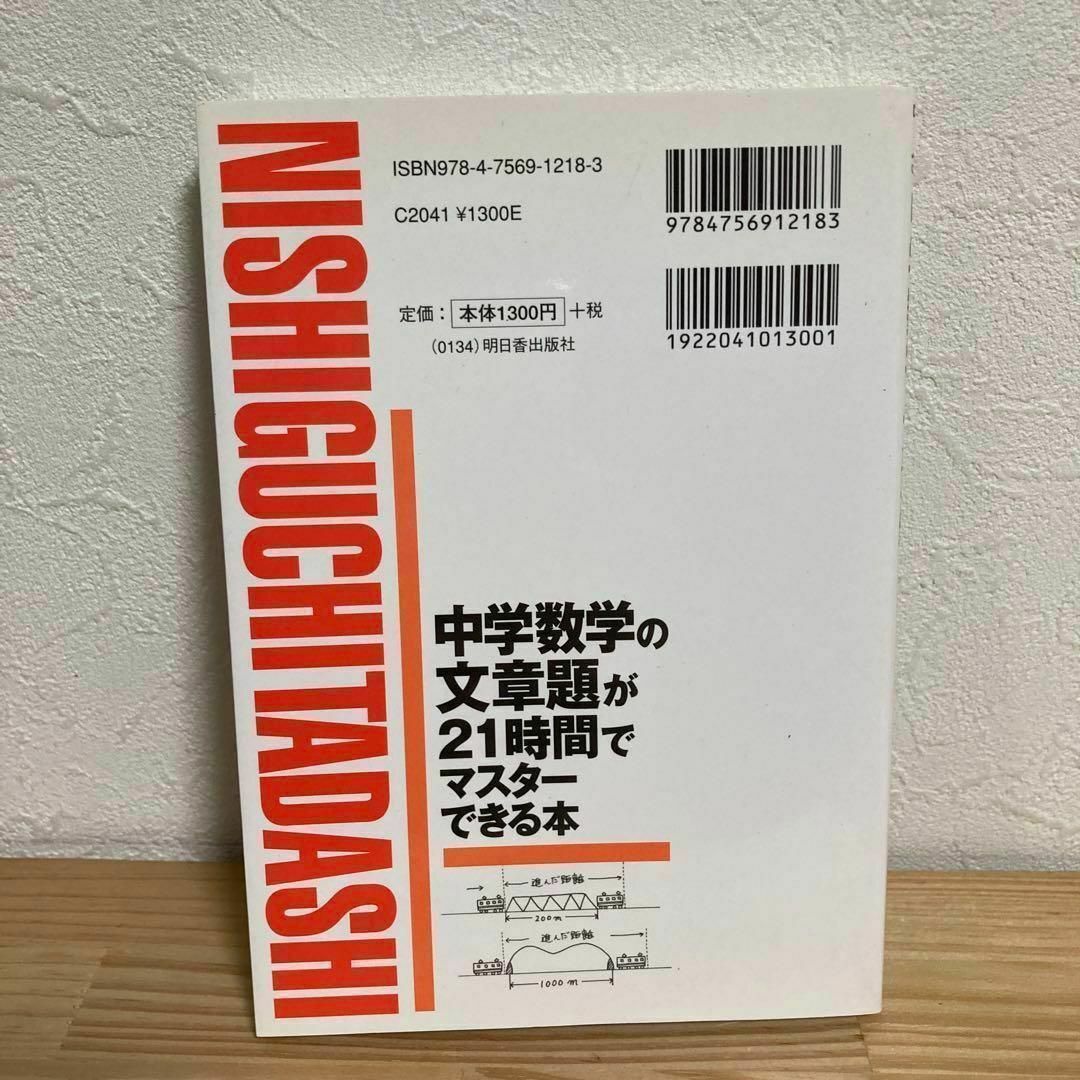 NISHIGUCHITADASHI
ISBN978-4-7569-1218-3
C2041 ¥1300E
9784756912183
定価：本体1300円+税
(0134)明日香出版社
1922041013001
中学数学の
文章題が
21時間で
マスター
できる本
進んだ距離
200m
進んだ距離
1000m